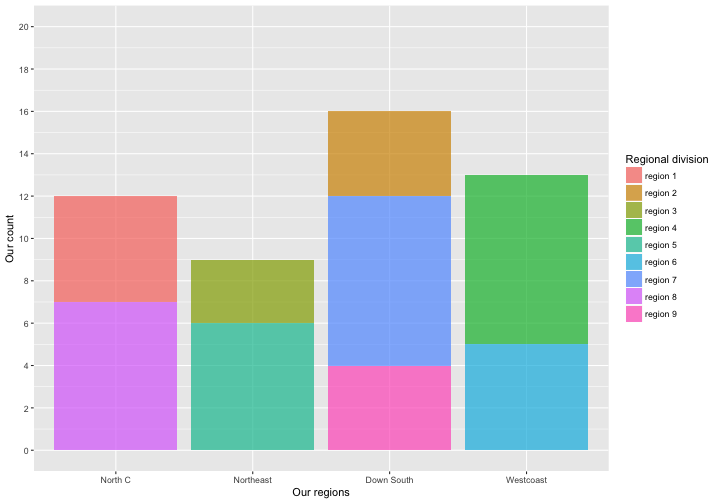 20
18
16
14
12
10
8
6
4
2
0
Our count
North C
Northeast
Down South
Westcoast
Our regions
Regional division
region 1
region 2
region 3
region 4
region 5
region 6
region 7
region 8
region 9